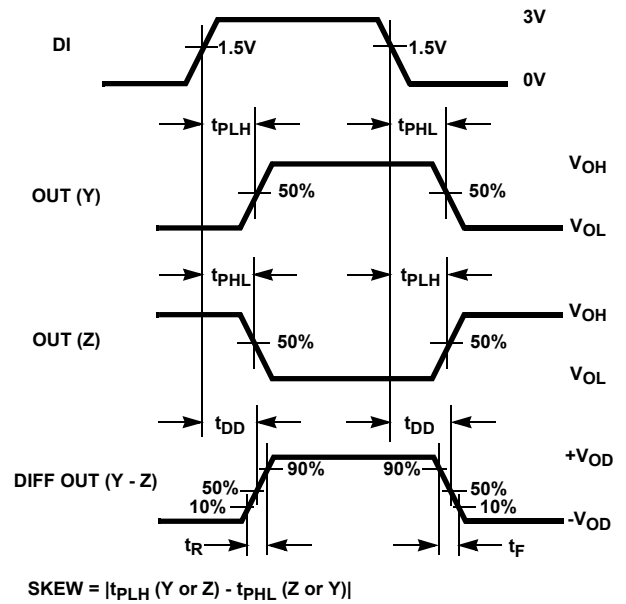 3V
DI
1.5V
1.5V
0V
tPLH
tPHL
VOH
OUT (Y)
50%
50%
VOL
tPHL
tPLH
VOH
OUT (Z)
50%
50%
VOL
tDD
tDD
+VOD
90%
90%
DIFF OUT (Y - Z)
50%
50%
10%
10%
-VOD
tR
tF
SKEW = |tPLH (Y or Z) - tPHL (Z or Y)|